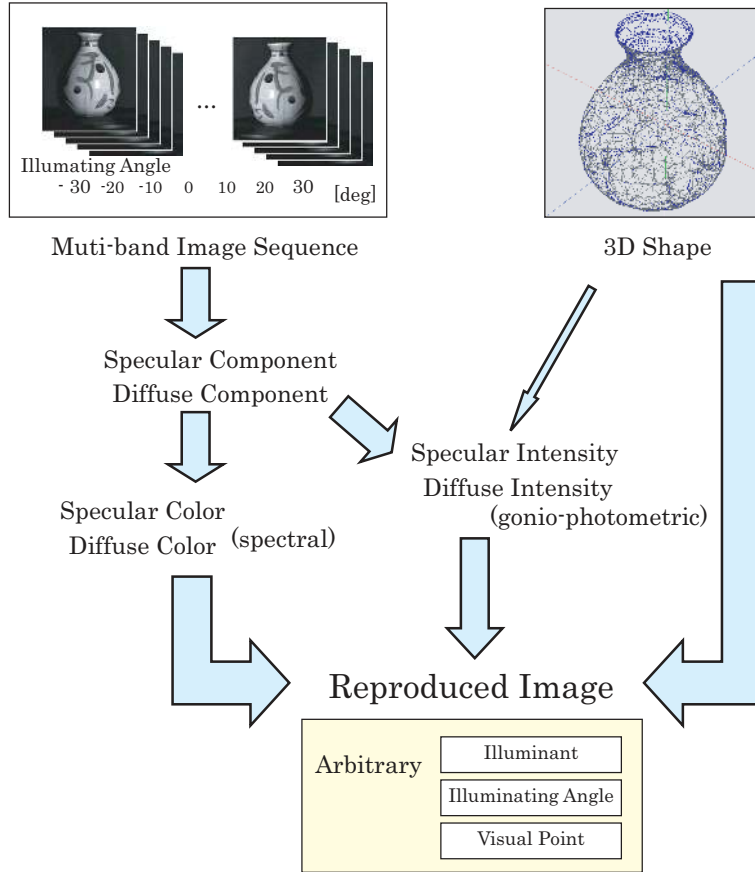 ...
Illumating Angle
- 30 -20 -10 0 10 20 30 [deg]
Muti-band Image Sequence
3D Shape
Specular Component
Diffuse Component
Specular Intensity
Diffuse Intensity
(gonio-photometric)
Specular Color
Diffuse Color (spectral)
Reproduced Image
Arbitrary
Illuminant
Illuminating Angle
Visual Point